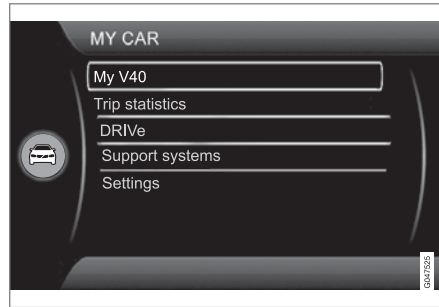 MY CAR
My V40
Trip statistics
DRIVe
Support systems
Settings
G047525